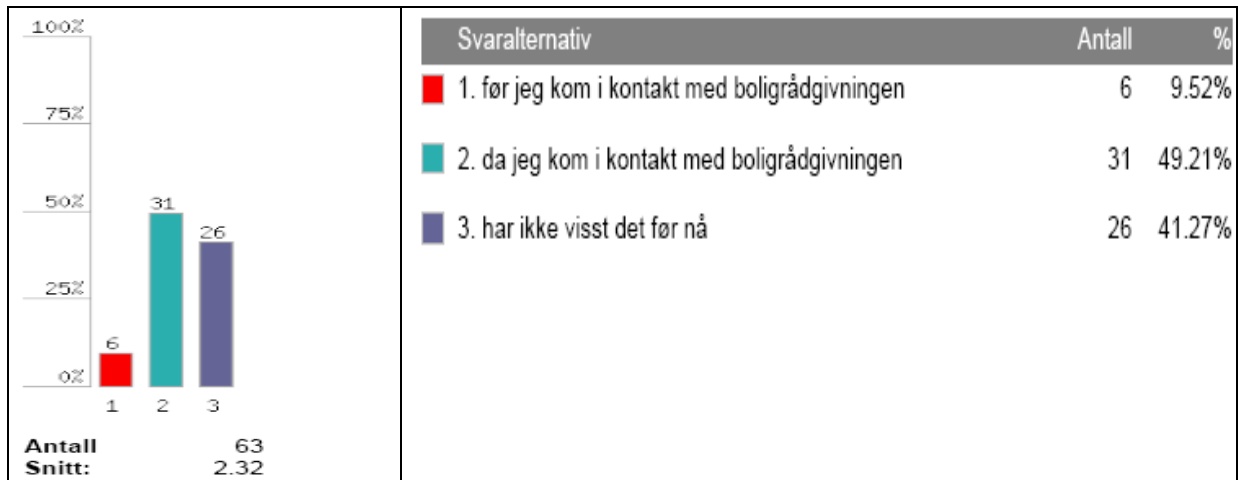 100%
75%
50%
25%
0%
6
31
26
1 2 3
Antall 63
Snitt: 2.32
Svaralternativ Antall %
1. før jeg kom i kontakt med boligrådgivningen 6 9.52%
2. da jeg kom i kontakt med boligrådgivningen 31 49.21%
3. har ikke visst det før nå 26 41.27%